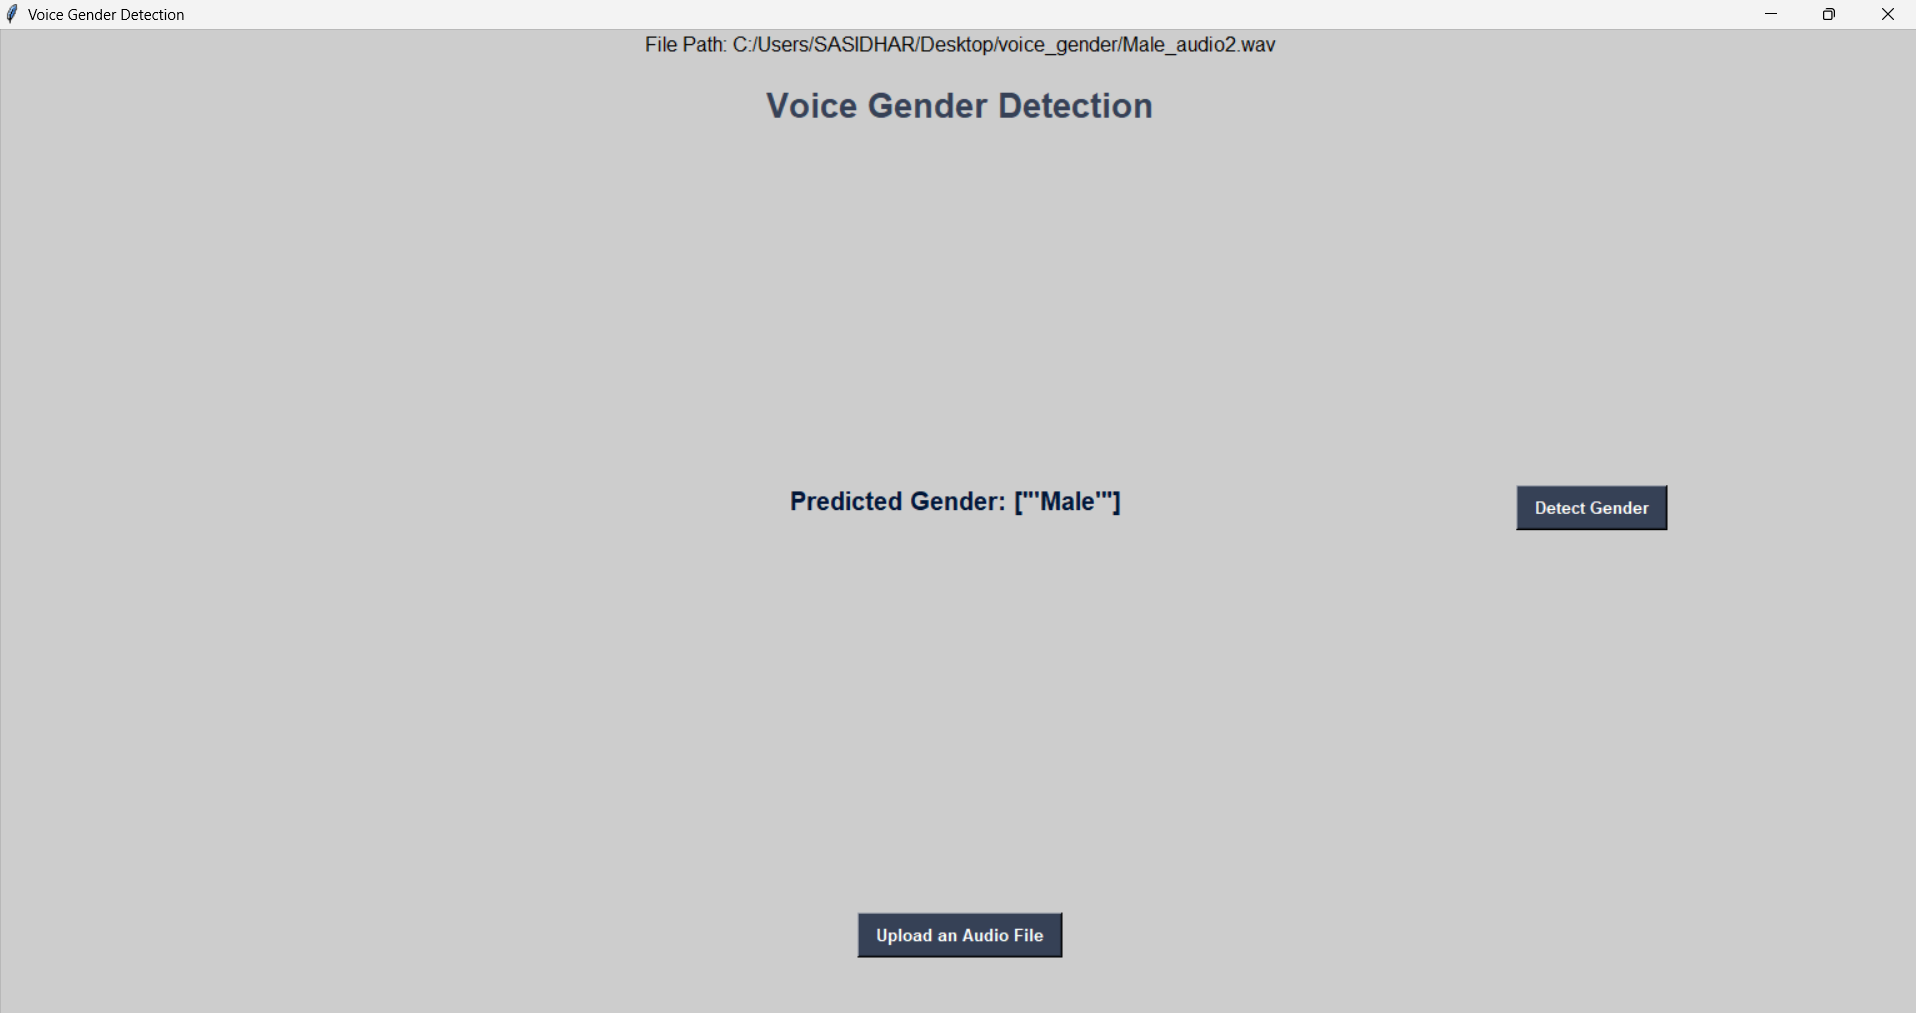 Voice Gender Detection
File Path: C:/Users/SASIDHAR/Desktop/voice_gender/Male_audio2.wav
Voice Gender Detection
Predicted Gender: ["'Male'"]
Detect Gender
Upload an Audio File